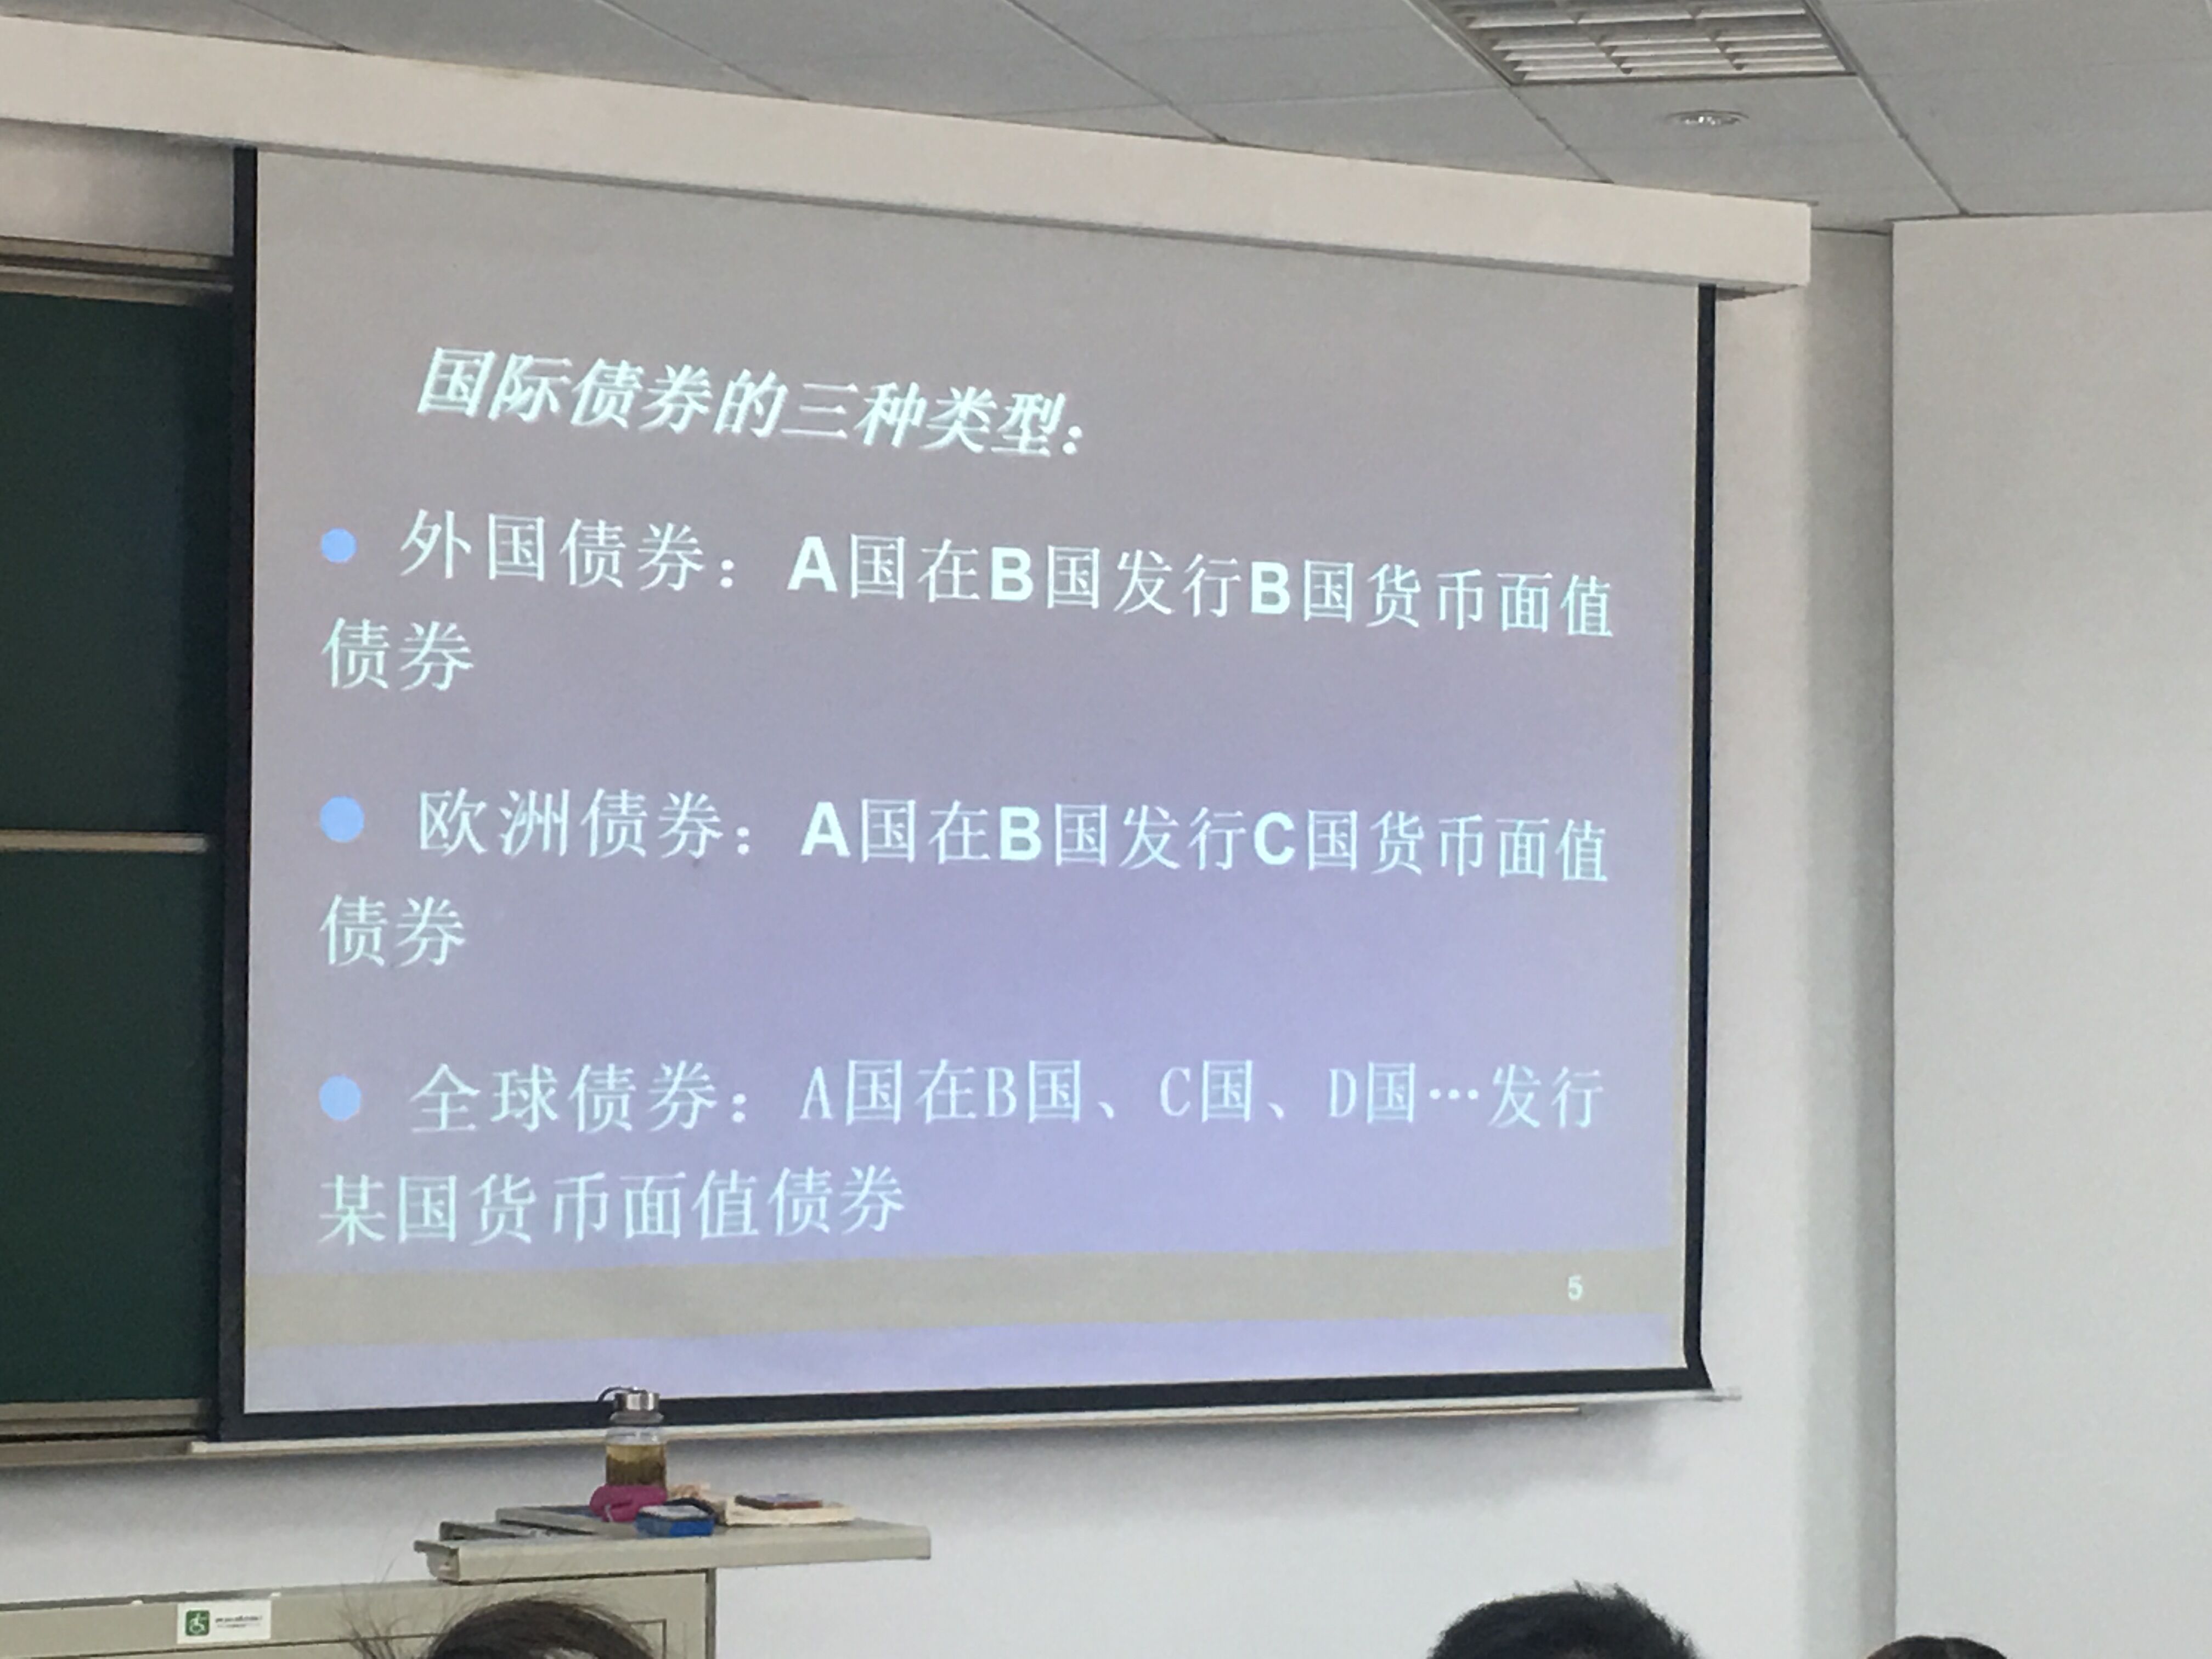 国际债券的三种类型:
● 外国债券：A国在B国发行B国货币面值
债券
● 欧洲债券：A国在B国发行C国货币面值
债券
● 全球债券：A国在B国、C国、D国…发行
某国货币面值债券
5